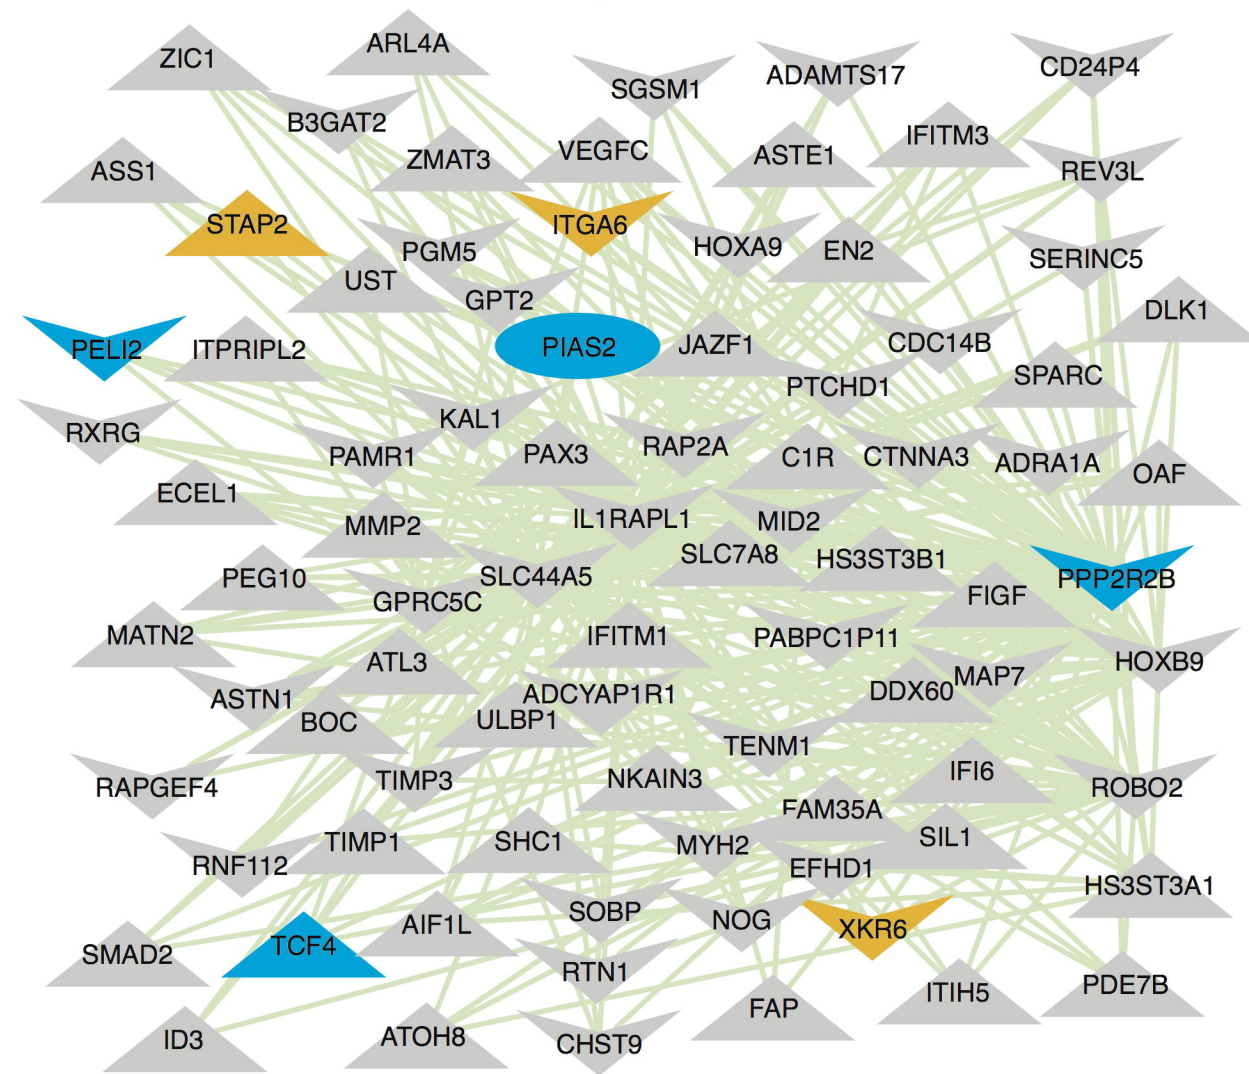 ARL4A
ZIC1
ADAMTS17
CD24P4
SGSM1
B3GAT2
IFITM3
VEGFC
ASTE1
ZMAT3
ASS1
REV3L
STAP2
ITGA6
HOXA9
EN2
PGM5
SERINC5
UST
GPT2
DLK1
PELI2
ITPRIPL2
PIAS2
JAZF1
CDC14B
PTCHD1
SPARC
KAL1
RXRG
RAP2A
PAMR1
PAX3
C1R
CTNNA3
ADRA1A
OAF
ECEL1
IL1RAPL1
MID2
MMP2
SLC7A8
HS3ST3B1
PEG10
SLC44A5
PPP2R2B
GPRC5C
FIGF
MATN2
IFITM1
PABPC1P11
ATL3
HOXB9
MAP7
ASTN1
ADCYAP1R1
DDX60
BOC
ULBP1
TENM1
IFI6
TIMP3
NKAIN3
RAPGEF4
ROBO2
FAM35A
TIMP1
SHC1
SIL1
MYH2
RNF112
EFHD1
HS3ST3A1
SOBP
AIF1L
NOG
XKR6
TCF4
SMAD2
RTN1
ITIH5
PDE7B
FAP
ID3
ATOH8
CHST9